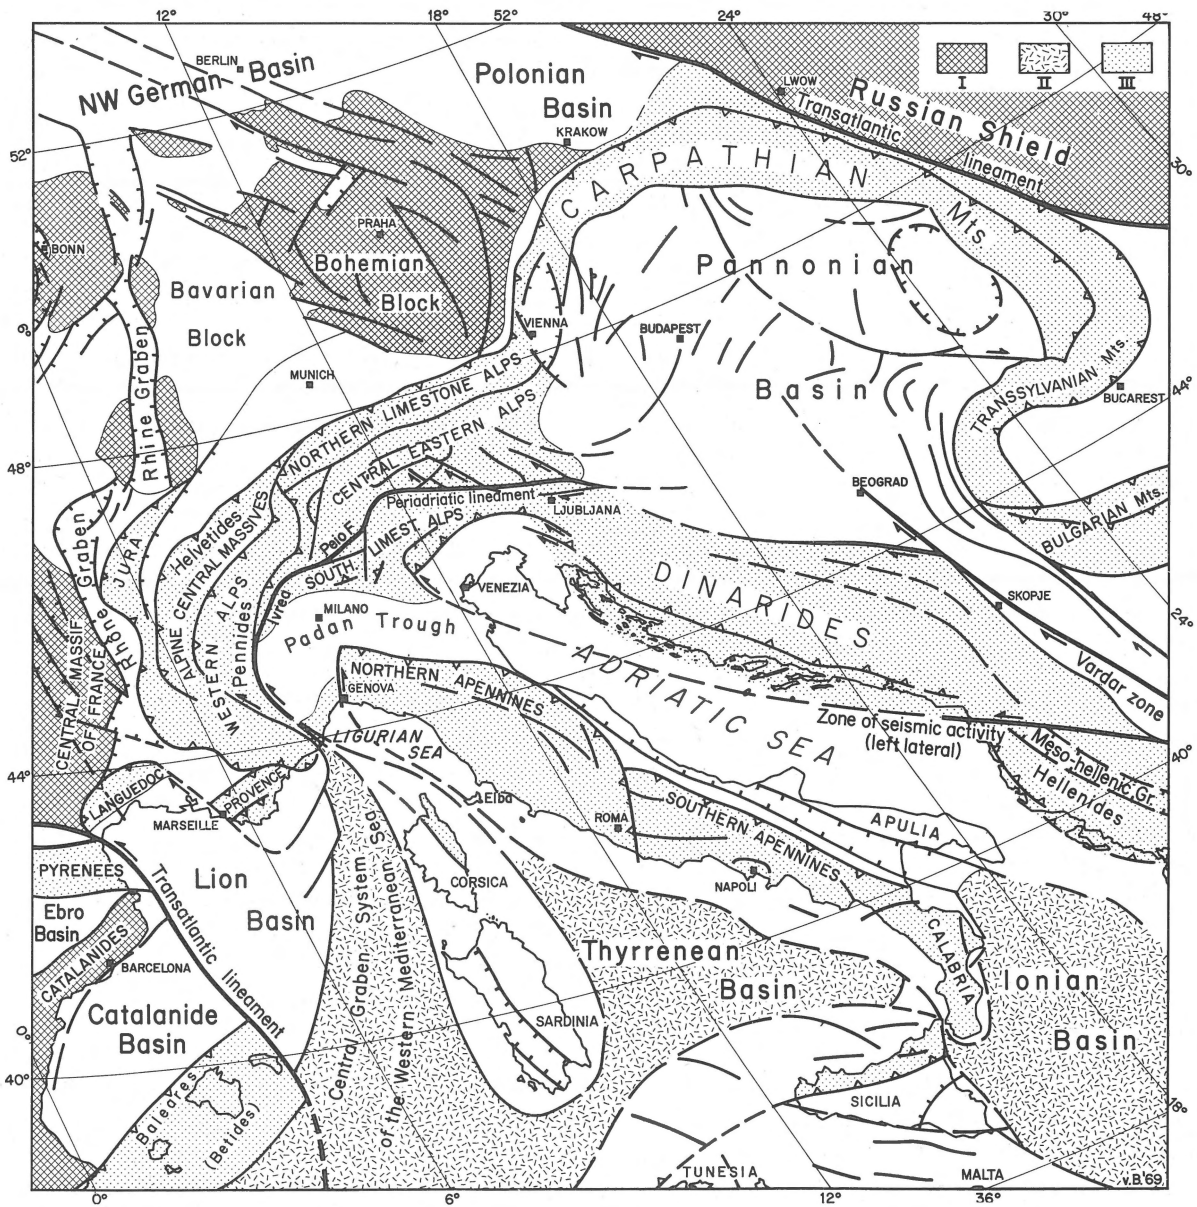 12°
18°
52°
24°
30°
48°
BERLIN
NW German Basin
Polonian
Basin
KRAKOW
LWOW
I
II
III
Russian Shield
Transatlantic
lineament
52°
30°
CARPATHIAN
Mts
BONN
PRAHA
Bohemian
Block
Bavarian
Block
Pannonian
Basin
VIENNA
BUDAPEST
MUNICH
Rhine Graben
TRANSSYLVANIAN Mts
BUCAREST
44°
48°
NORTHERN LIMESTONE ALPS
CENTRAL EASTERN ALPS
Periadriatic lineament
LJUBLJANA
BEOGRAD
BULGARIAN Mts.
JURA
Rhône Graben
Helvetides
ALPINE CENTRAL MASSIVES
WESTERN ALPS
Pennides
Ivrea
Pelo F.
SOUTH. LIMEST ALPS
VENEZIA
MILANO
Padan Trough
DINARIDES
SKOPJE
24°
Vardar zone
CENTRAL MASSIF
OF FRANCE
NORTHERN APENNINES
GENOVA
LIGURIAN
SEA
ADRIATIC SEA
Zone of seismic activity
(left lateral)
Meso-hellenic Gr.
Hellenides
40°
44°
LANGUEDOC
PROVENCE
MARSEILLE
Elba
ROMA
SOUTHERN APENNINES
APULIA
NAPOLI
PYRENEES
Lion
Basin
CORSICA
Ebro
Basin
CATALANIDES
BARCELONA
Transatlantic lineament
Central Graben System
of the Western Mediterranean Sea
Thyrrenean
Basin
CALABRIA
Ionian
Basin
Catalanide
Basin
SARDINIA
0°
40°
Baleares
(Betides)
SICILIA
18°
TUNESIA
MALTA
v.B.'69
0°
6°
12°
36°